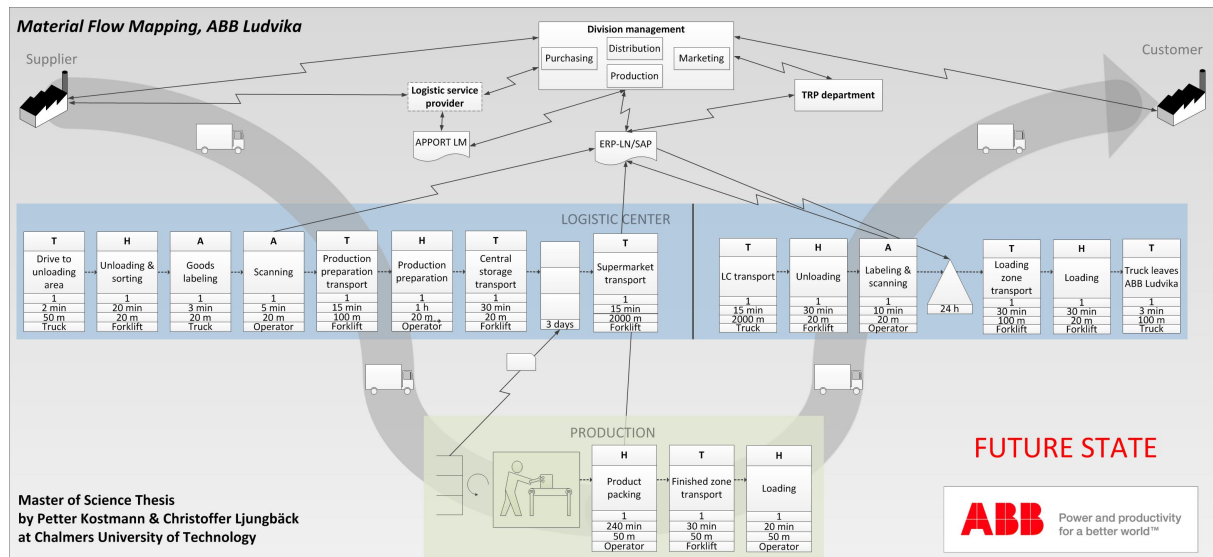 Material Flow Mapping, ABB Ludvika
Supplier
Division management
Purchasing
Distribution
Production
Marketing
Customer
Logistic service
provider
TRP department
APPORT LM
ERP-LN/SAP
LOGISTIC CENTER
T
Drive to
unloading
area
1
2 min
50 m
Truck
H
Unloading &
sorting
1
20 min
20 m
Forklift
A
Goods
labeling
1
3 min
20 m
Truck
A
Scanning
1
5 min
20 m
Operator
T
Production
preparation
transport
1
15 min
100 m
Forklift
H
Production
preparation
1
1 h
20 m
Operator
T
Central
storage
transport
1
30 min
20 m
Forklift
3 days
T
Supermarket
transport
1
15 min
2000 m
Forklift
T
LC transport
1
15 min
2000 m
Truck
H
Unloading
1
30 min
20 m
Forklift
A
Labeling &
scanning
1
10 min
20 m
Operator
24 h
T
Loading
zone
transport
1
30 min
100 m
Forklift
H
Loading
1
30 min
20 m
Forklift
T
Truck leaves
ABB Ludvika
1
3 min
100 m
Truck
PRODUCTION
H
Product
packing
1
240 min
50 m
Operator
T
Finished zone
transport
1
30 min
50 m
Forklift
H
Loading
1
20 min
50 m
Operator
FUTURE STATE
Master of Science Thesis
by Petter Kostmann & Christoffer Ljungbäck
at Chalmers University of Technology
ABB
Power and productivity
for a better world™